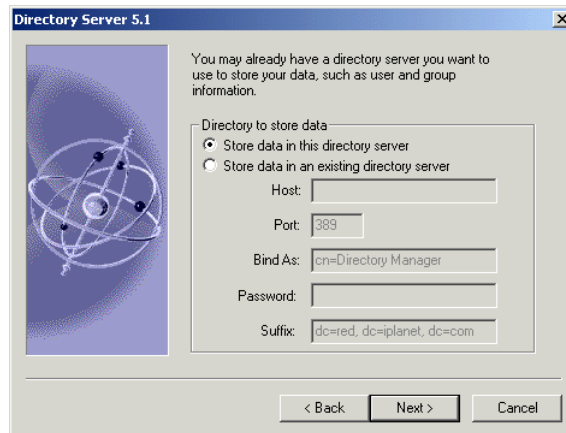 Directory Server 5.1
You may already have a directory server you want to
use to store your data, such as user and group
information.
Directory to store data
Store data in this directory server
Store data in an existing directory server
Host:
Port: 389
Bind As: cn=Directory Manager
Password:
Suffix: dc=red, dc=iplanet, dc=com
< Back Next > Cancel